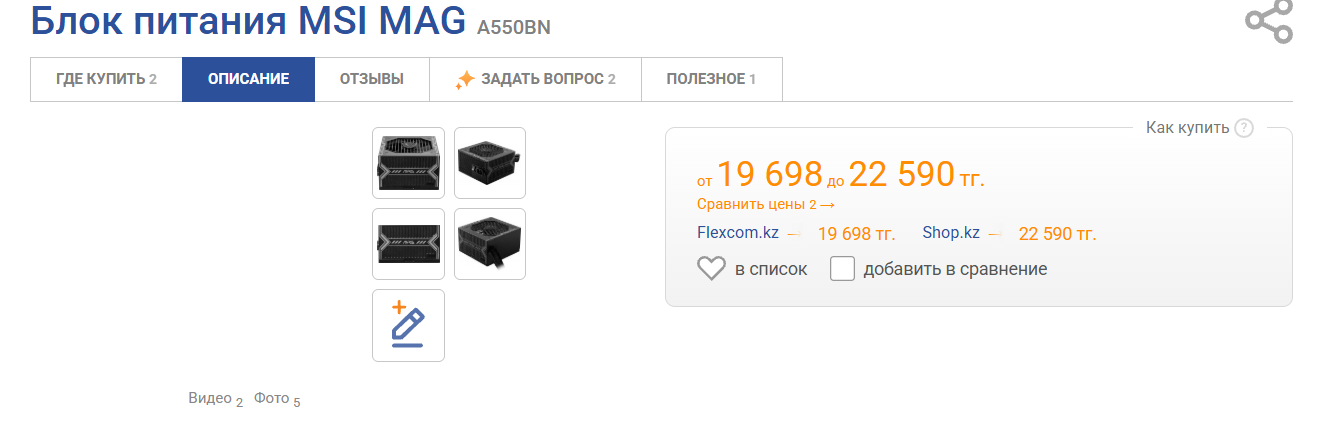 Блок питания MSI MAG A550BN
ГДЕ КУПИТЬ 2 ОПИСАНИЕ ОТЗЫВЫ ЗАДАТЬ ВОПРОС 2 ПОЛЕЗНОЕ 1
Как купить ?
от 19 698 до 22 590 тг.
Сравнить цены 2 →
Flexcom.kz 19 698 тг. Shop.kz 22 590 тг.
в список добавить в сравнение
Видео 2 Фото 5